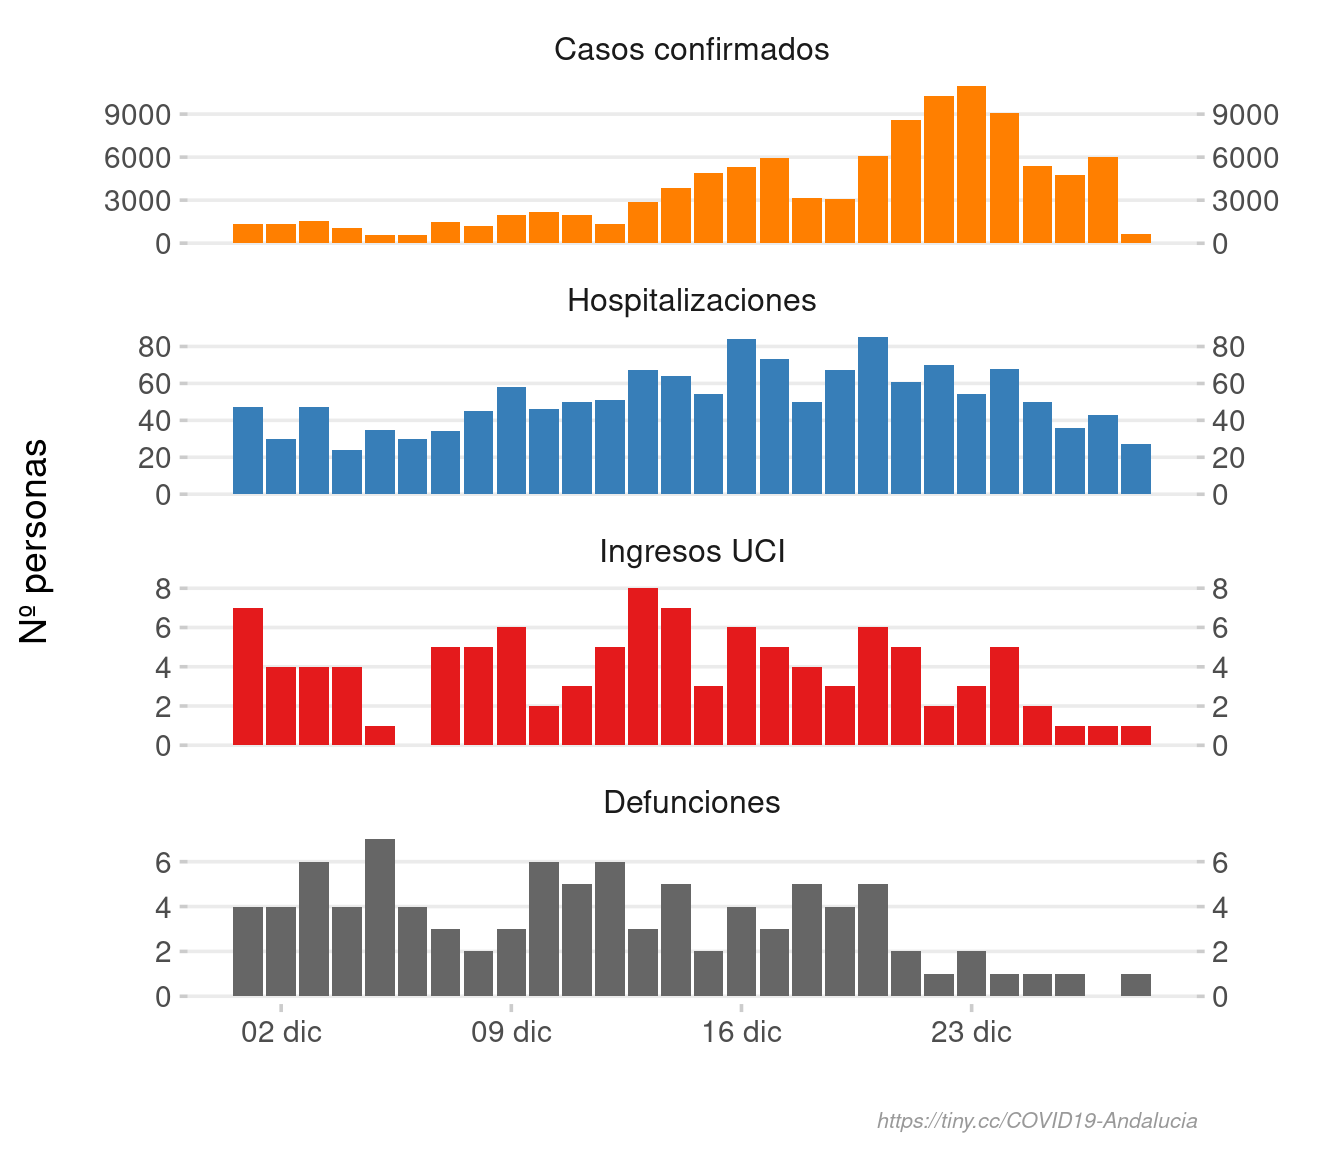 Casos confirmados
9000 9000
6000 6000
3000 3000
0 0
Hospitalizaciones
80 80
60 60
40 40
20 20
0 0
Nº personas
Ingresos UCI
8 8
6 6
4 4
2 2
0 0
Defunciones
6 6
4 4
2 2
0 0
02 dic 09 dic 16 dic 23 dic
https://tiny.cc/COVID19-Andalucia